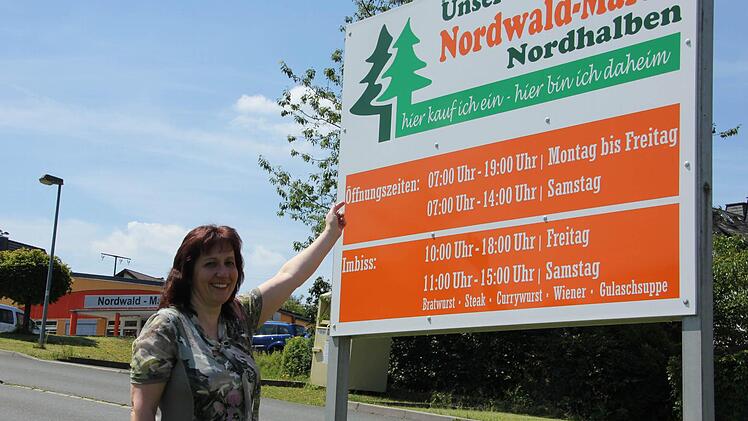 Unser
Nordwald-Mar
Nordhalben
hier kauf ich ein - hier bin ich daheim
Öffnungszeiten: 07:00 Uhr - 19:00 Uhr | Montag bis Freitag
07:00 Uhr - 14:00 Uhr | Samstag
Imbiss: 10:00 Uhr - 18:00 Uhr | Freitag
11:00 Uhr - 15:00 Uhr | Samstag
Bratwurst · Steak · Currywurst · Wiener · Gulaschsuppe
Nordwald - Ma